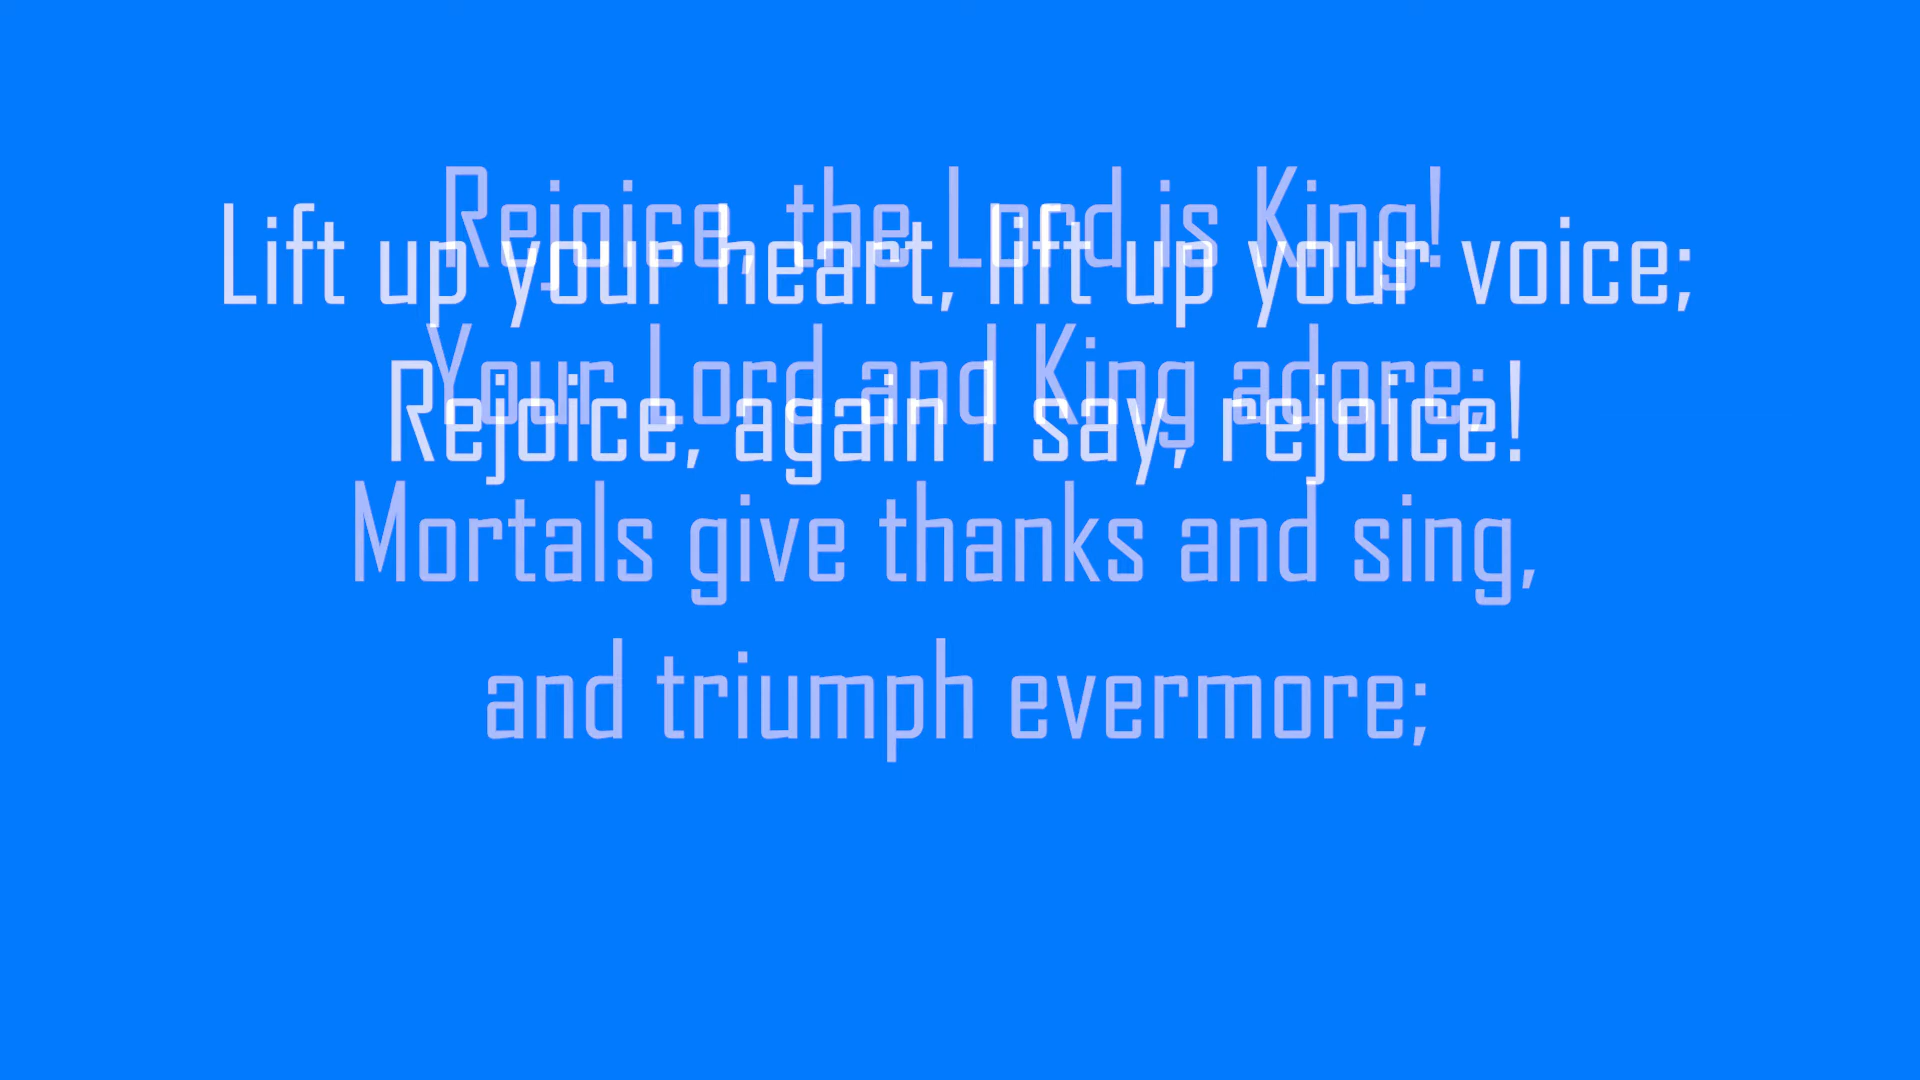 Rejoice, the Lord is King!
Your Lord and King adore;
Mortals give thanks and sing,
and triumph evermore;
Lift up your heart, lift up your voice;
Rejoice, again I say, rejoice!